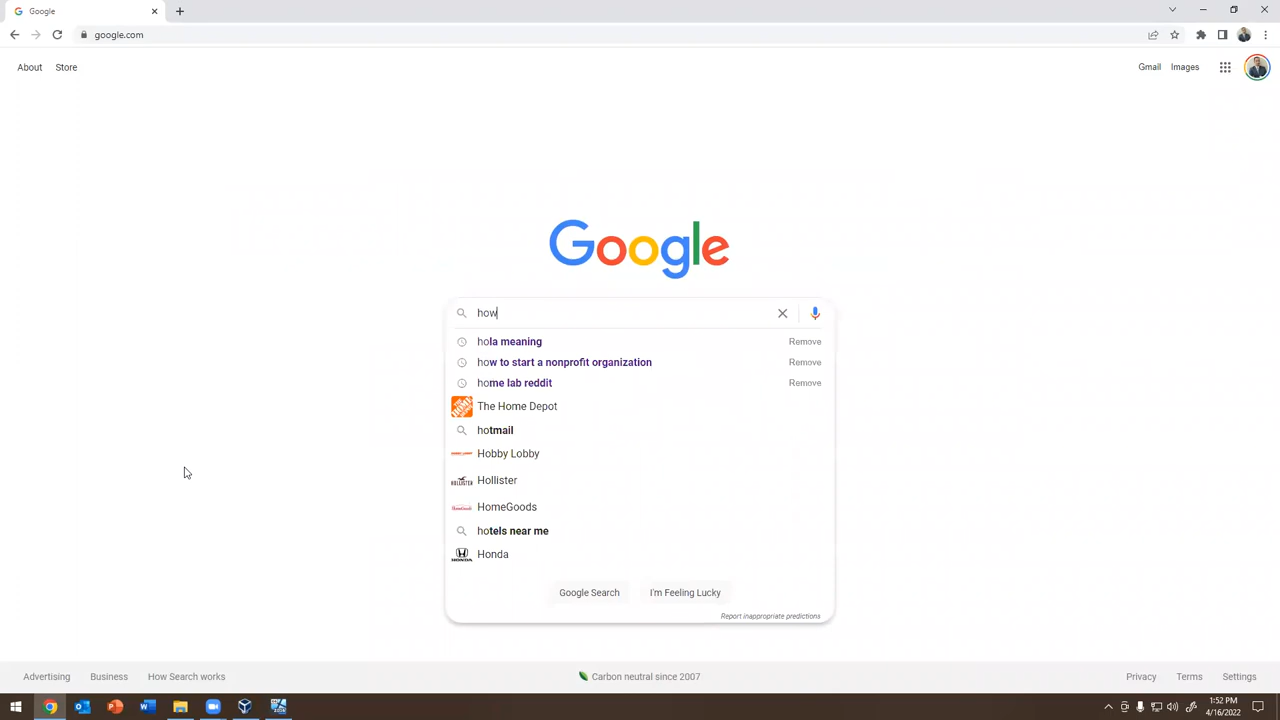 Google
google.com
About Store
Gmail Images
Google
how
hola meaning Remove
how to start a nonprofit organization Remove
home lab reddit Remove
The Home Depot
hotmail
Hobby Lobby
HOLLISTER Hollister
HomeGoods
hotels near me
HONDA Honda
Google Search I'm Feeling Lucky
Report inappropriate predictions
Advertising Business How Search works
Carbon neutral since 2007
Privacy Terms Settings
1:52 PM
4/16/2022